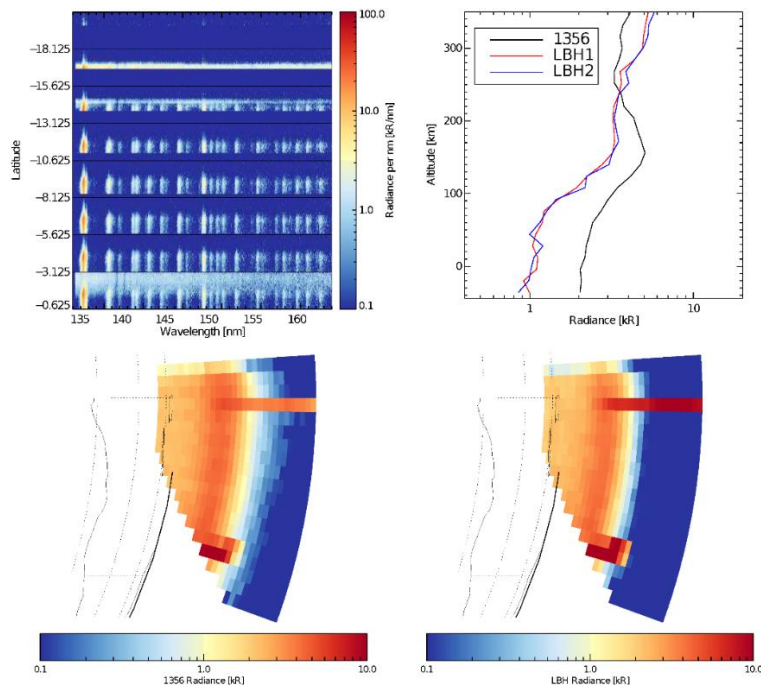 −18.125
−15.625
−13.125
−10.625
−8.125
−5.625
−3.125
−0.625
Latitude
135 140 145 150 155 160
Wavelength [nm]
100.0
10.0
1.0
0.1
Radiance per nm [kR/nm]
1356
LBH1
LBH2
300
200
100
0
Altitude [km]
1 10
Radiance [kR]
0.1 1.0 10.0
1356 Radiance [kR]
0.1 1.0 10.0
LBH Radiance [kR]